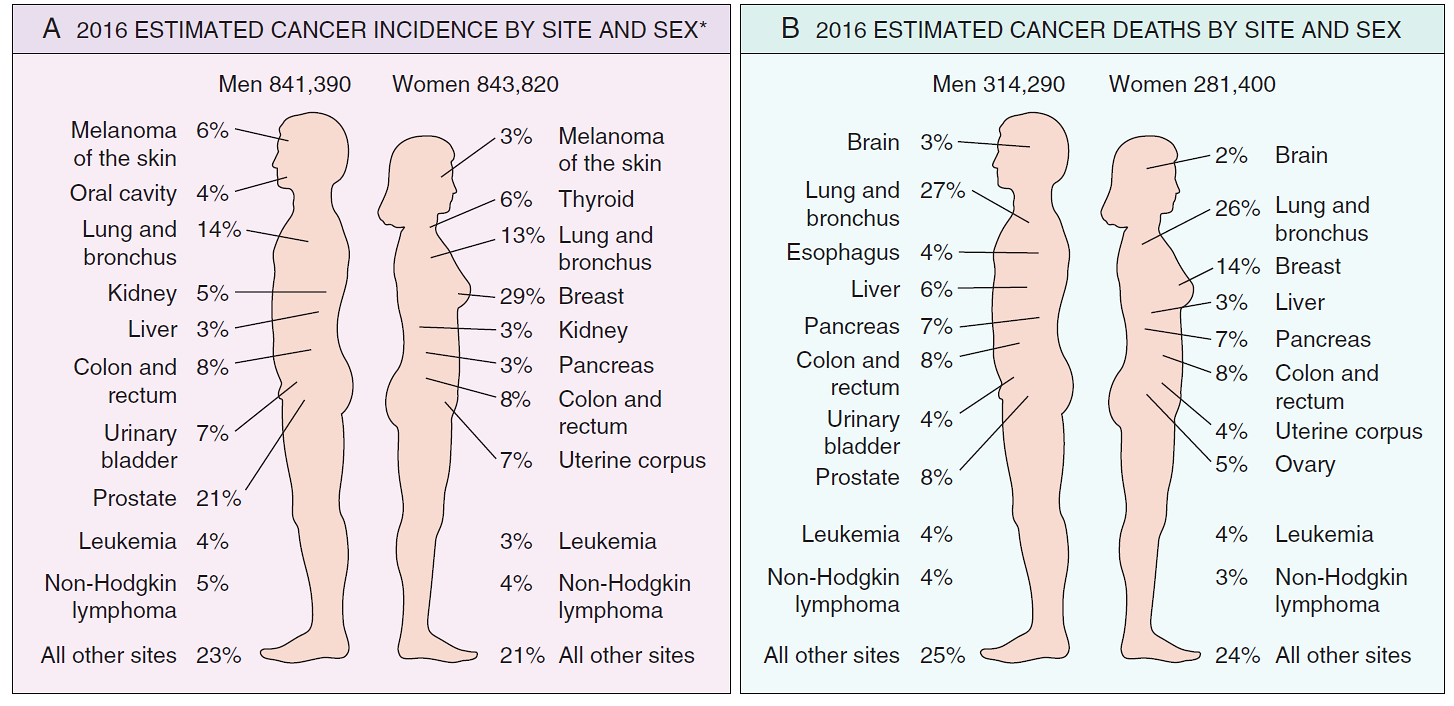 A 2016 ESTIMATED CANCER INCIDENCE BY SITE AND SEX*
Men 841,390
Women 843,820
Melanoma 6%
of the skin
Oral cavity 4%
Lung and 14%
bronchus
Kidney 5%
Liver 3%
Colon and 8%
rectum
Urinary 7%
bladder
Prostate 21%
Leukemia 4%
Non-Hodgkin 5%
lymphoma
All other sites 23%
3% Melanoma
of the skin
6% Thyroid
13% Lung and
bronchus
29% Breast
3% Kidney
3% Pancreas
8% Colon and
rectum
7% Uterine corpus
3% Leukemia
4% Non-Hodgkin
lymphoma
21% All other sites
B 2016 ESTIMATED CANCER DEATHS BY SITE AND SEX
Men 314,290
Women 281,400
Brain 3%
Lung and 27%
bronchus
Esophagus 4%
Liver 6%
Pancreas 7%
Colon and 8%
rectum
Urinary 4%
bladder
Prostate 8%
Leukemia 4%
Non-Hodgkin 4%
lymphoma
All other sites 25%
2% Brain
26% Lung and
bronchus
14% Breast
3% Liver
7% Pancreas
8% Colon and
rectum
4% Uterine corpus
5% Ovary
4% Leukemia
3% Non-Hodgkin
lymphoma
24% All other sites